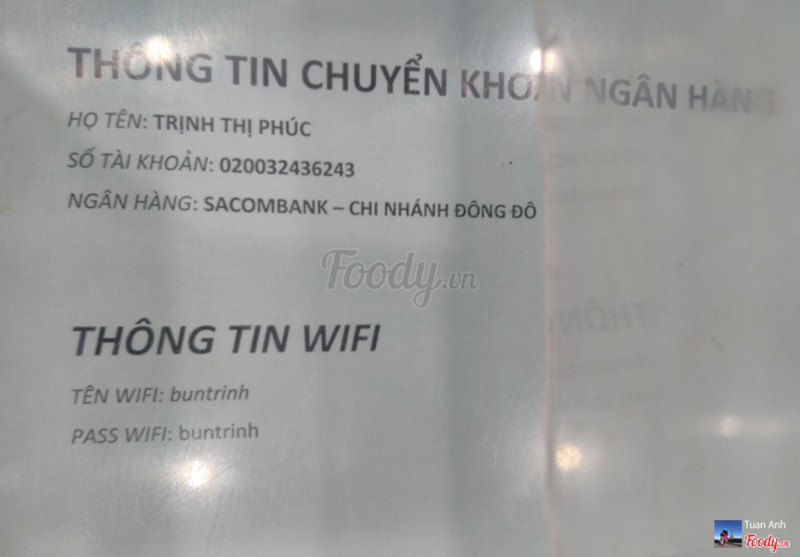 THÔNG TIN CHUYỂN KHOẢN NGÂN HÀNG
HỌ TÊN: TRỊNH THỊ PHÚC
SỐ TÀI KHOẢN: 020032436243
NGÂN HÀNG: SACOMBANK – CHI NHÁNH ĐÔNG ĐÔ
Foody.vn
THÔNG TIN WIFI
TÊN WIFI: buntrinh
PASS WIFI: buntrinh
Tuan Anh
Foody.vn